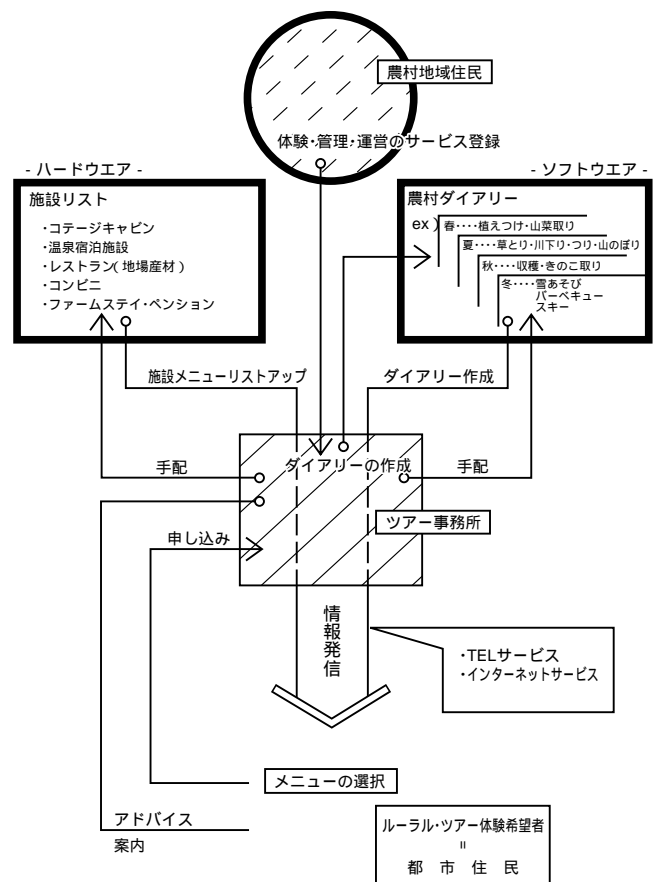 農村地域住民
体験・管理・運営のサービス登録
- ハードウエア -
施設リスト
・コテージキャビン
・温泉宿泊施設
・レストラン(地場産材)
・コンビニ
・ファームステイ・ペンション
- ソフトウエア -
農村ダイアリー
ex) 春‥‥植えつけ・山菜取り
夏‥‥草とり・川下り・つり・山のぼり
秋‥‥収穫・きのこ取り
冬‥‥雪あそび
バーベキュー
スキー
施設メニューリストアップ
ダイアリー作成
手配
ダイアリーの作成
手配
ツアー事務所
申し込み
情報発信
・TELサービス
・インターネットサービス
メニューの選択
アドバイス
案内
ルーラル・ツアー体験希望者
=
都 市 住 民